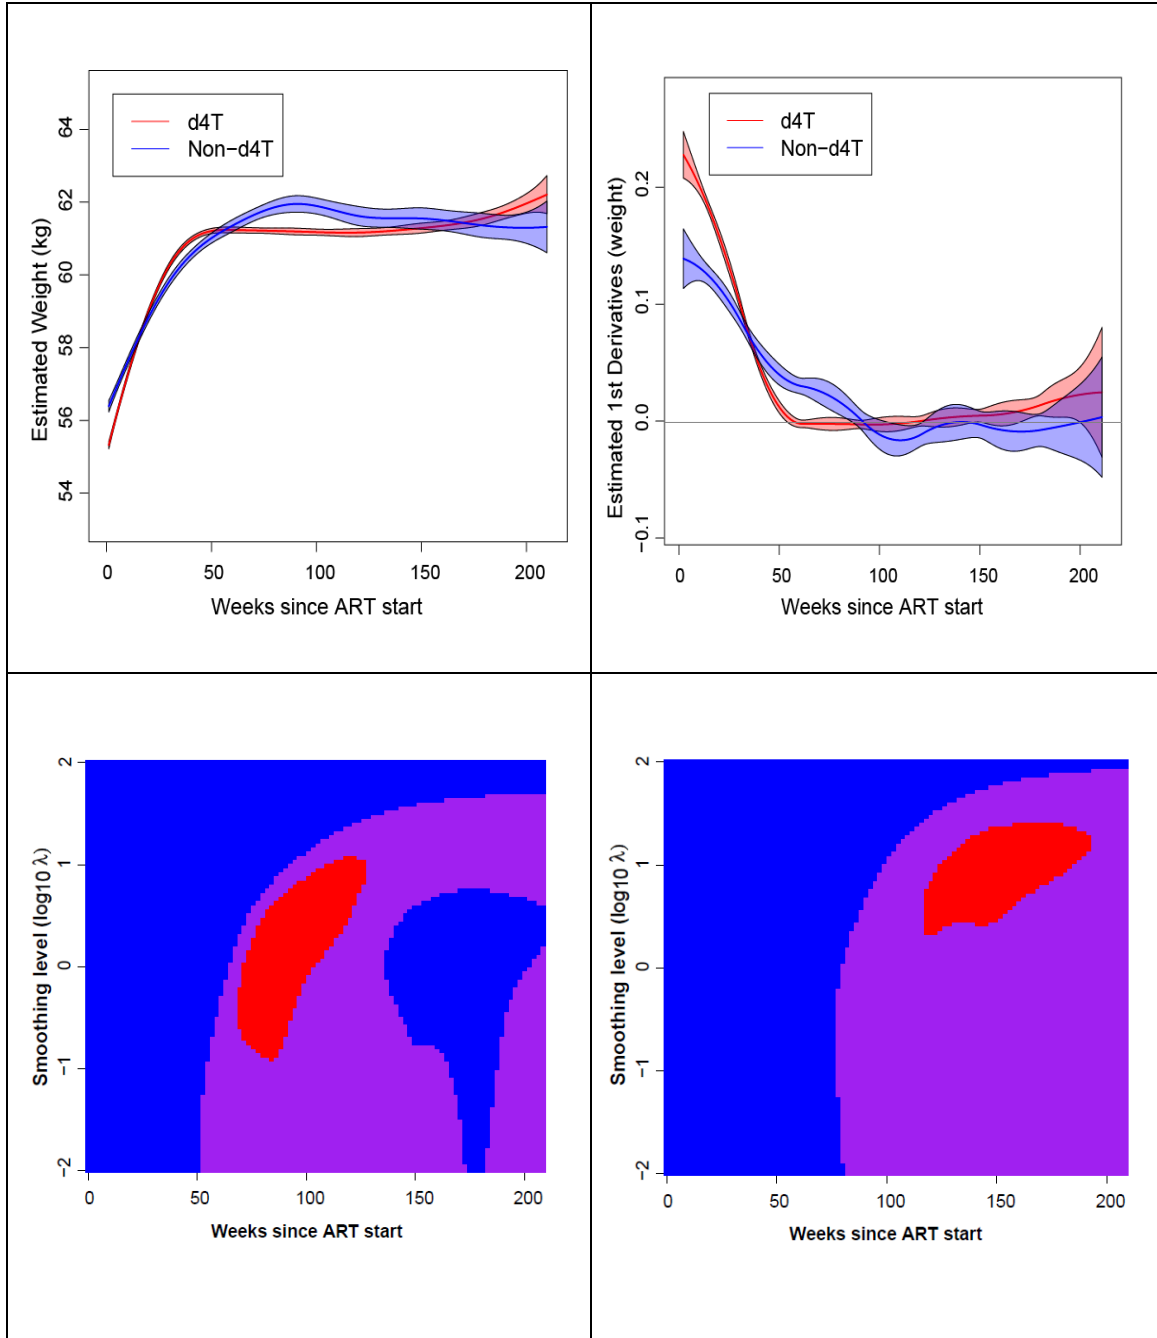 d4T
Non−d4T
Estimated Weight (kg)
64
62
60
58
56
54
0 50 100 150 200
Weeks since ART start
d4T
Non−d4T
Estimated 1st Derivatives (weight)
0.2
0.1
0.0
−0.1
0 50 100 150 200
Weeks since ART start
Smoothing level (log10 λ)
2
1
0
−1
−2
0 50 100 150 200
Weeks since ART start
Smoothing level (log10 λ)
2
1
0
−1
−2
0 50 100 150 200
Weeks since ART start